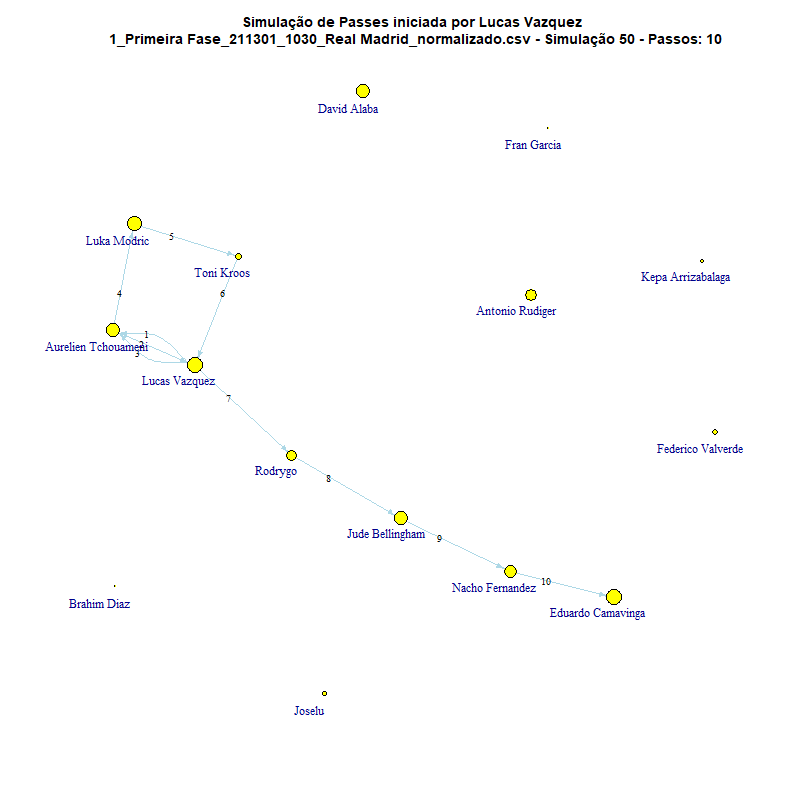 Simulação de Passes iniciada por Lucas Vazquez
1_Primeira Fase_211301_1030_Real Madrid_normalizado.csv - Simulação 50 - Passos: 10
David Alaba
Fran Garcia
Luka Modric
5
Toni Kroos
Kepa Arrizabalaga
4
6
Antonio Rudiger
1
Aurelien Tchouameni
2
3
Lucas Vazquez
7
Federico Valverde
Rodrygo
8
Jude Bellingham
9
Nacho Fernandez
10
Eduardo Camavinga
Brahim Diaz
Joselu